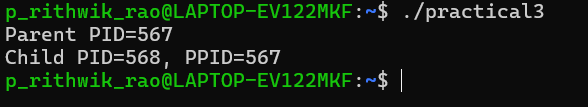 p_rithwik_rao@LAPTOP-EV122MKF:~$ ./practical3
Parent PID=567
Child PID=568, PPID=567
p_rithwik_rao@LAPTOP-EV122MKF:~$